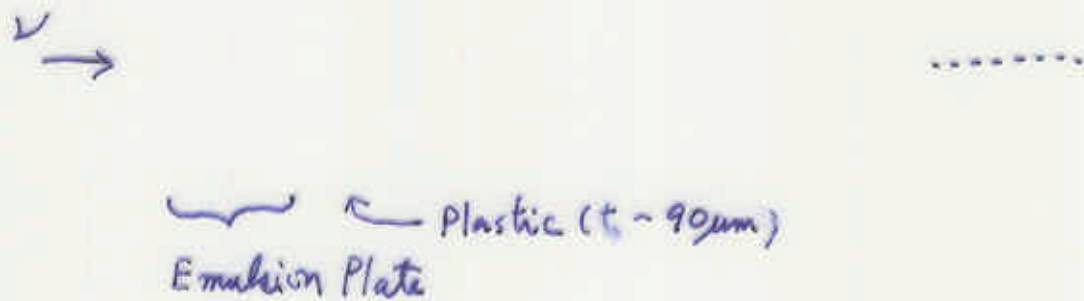 ν
Plastic (t ~ 90μm)
Emulsion Plate